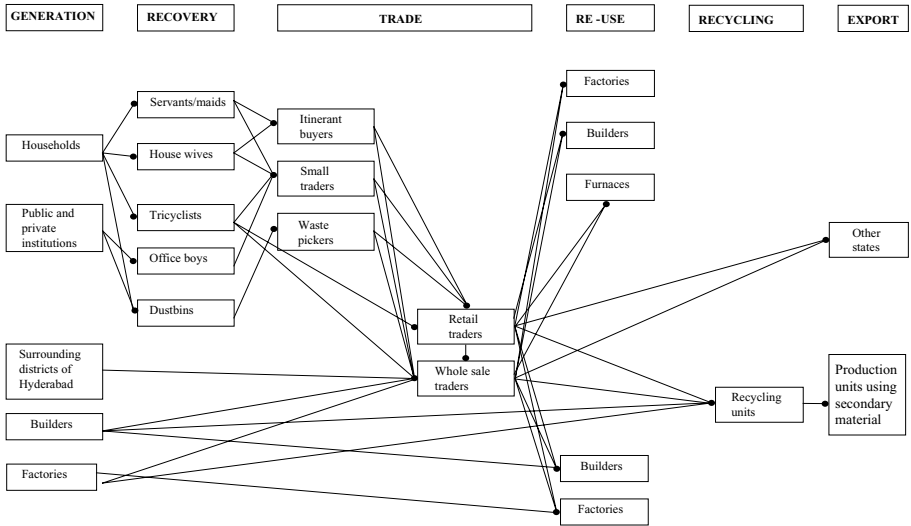 GENERATION
RECOVERY
TRADE
RE -USE
RECYCLING
EXPORT
Households
Public and
private
institutions
Surrounding
districts of
Hyderabad
Builders
Factories
Servants/maids
House wives
Tricyclists
Office boys
Dustbins
Itinerant
buyers
Small
traders
Waste
pickers
Retail
traders
Whole sale
traders
Factories
Builders
Furnaces
Builders
Factories
Recycling
units
Other
states
Production
units using
secondary
material